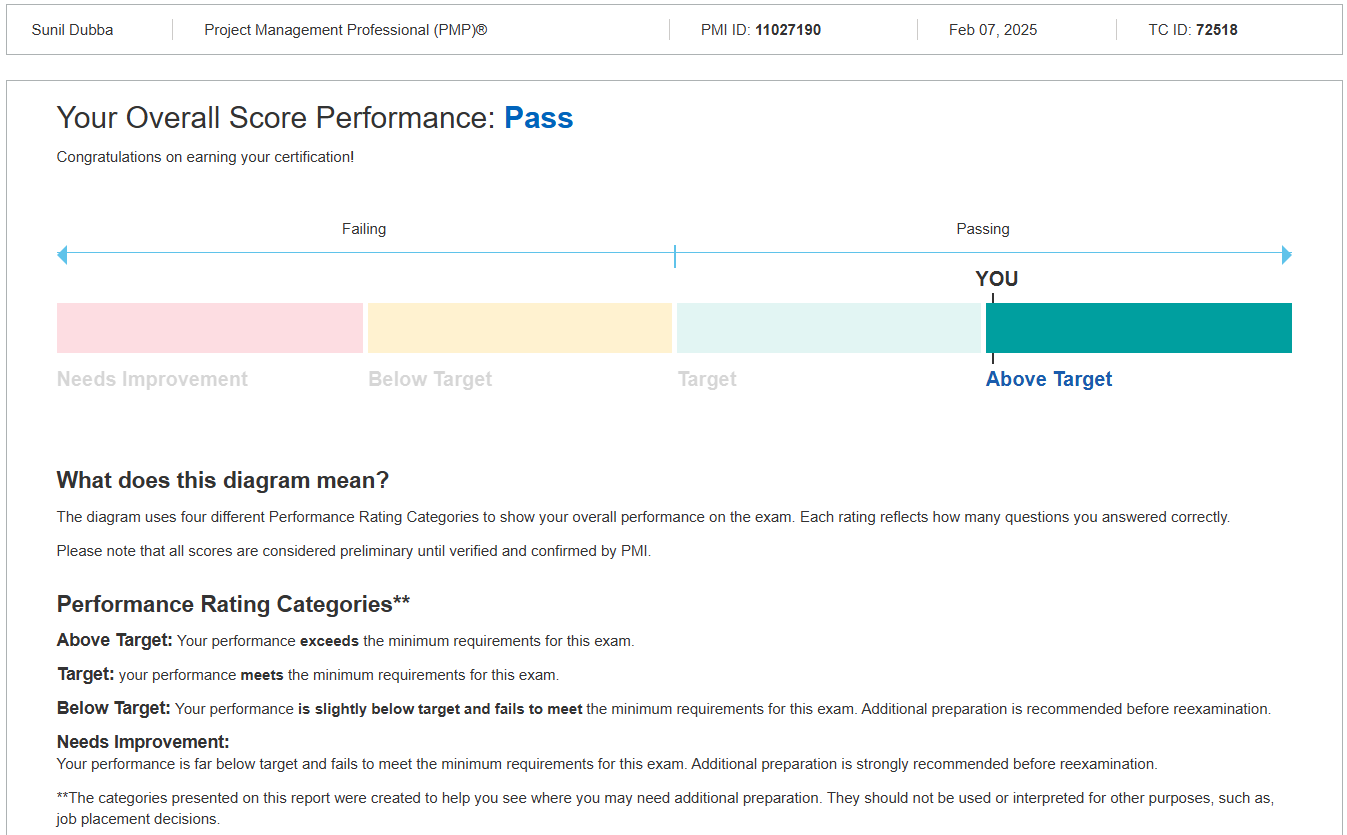 Sunil Dubba Project Management Professional (PMP)® PMI ID: 11027190 Feb 07, 2025 TC ID: 72518
Your Overall Score Performance: Pass
Congratulations on earning your certification!
Failing Passing
YOU
Needs Improvement Below Target Target Above Target
What does this diagram mean?
The diagram uses four different Performance Rating Categories to show your overall performance on the exam. Each rating reflects how many questions you answered correctly.
Please note that all scores are considered preliminary until verified and confirmed by PMI.
Performance Rating Categories**
Above Target: Your performance exceeds the minimum requirements for this exam.
Target: your performance meets the minimum requirements for this exam.
Below Target: Your performance is slightly below target and fails to meet the minimum requirements for this exam. Additional preparation is recommended before reexamination.
Needs Improvement:
Your performance is far below target and fails to meet the minimum requirements for this exam. Additional preparation is strongly recommended before reexamination.
**The categories presented on this report were created to help you see where you may need additional preparation. They should not be used or interpreted for other purposes, such as,
job placement decisions.